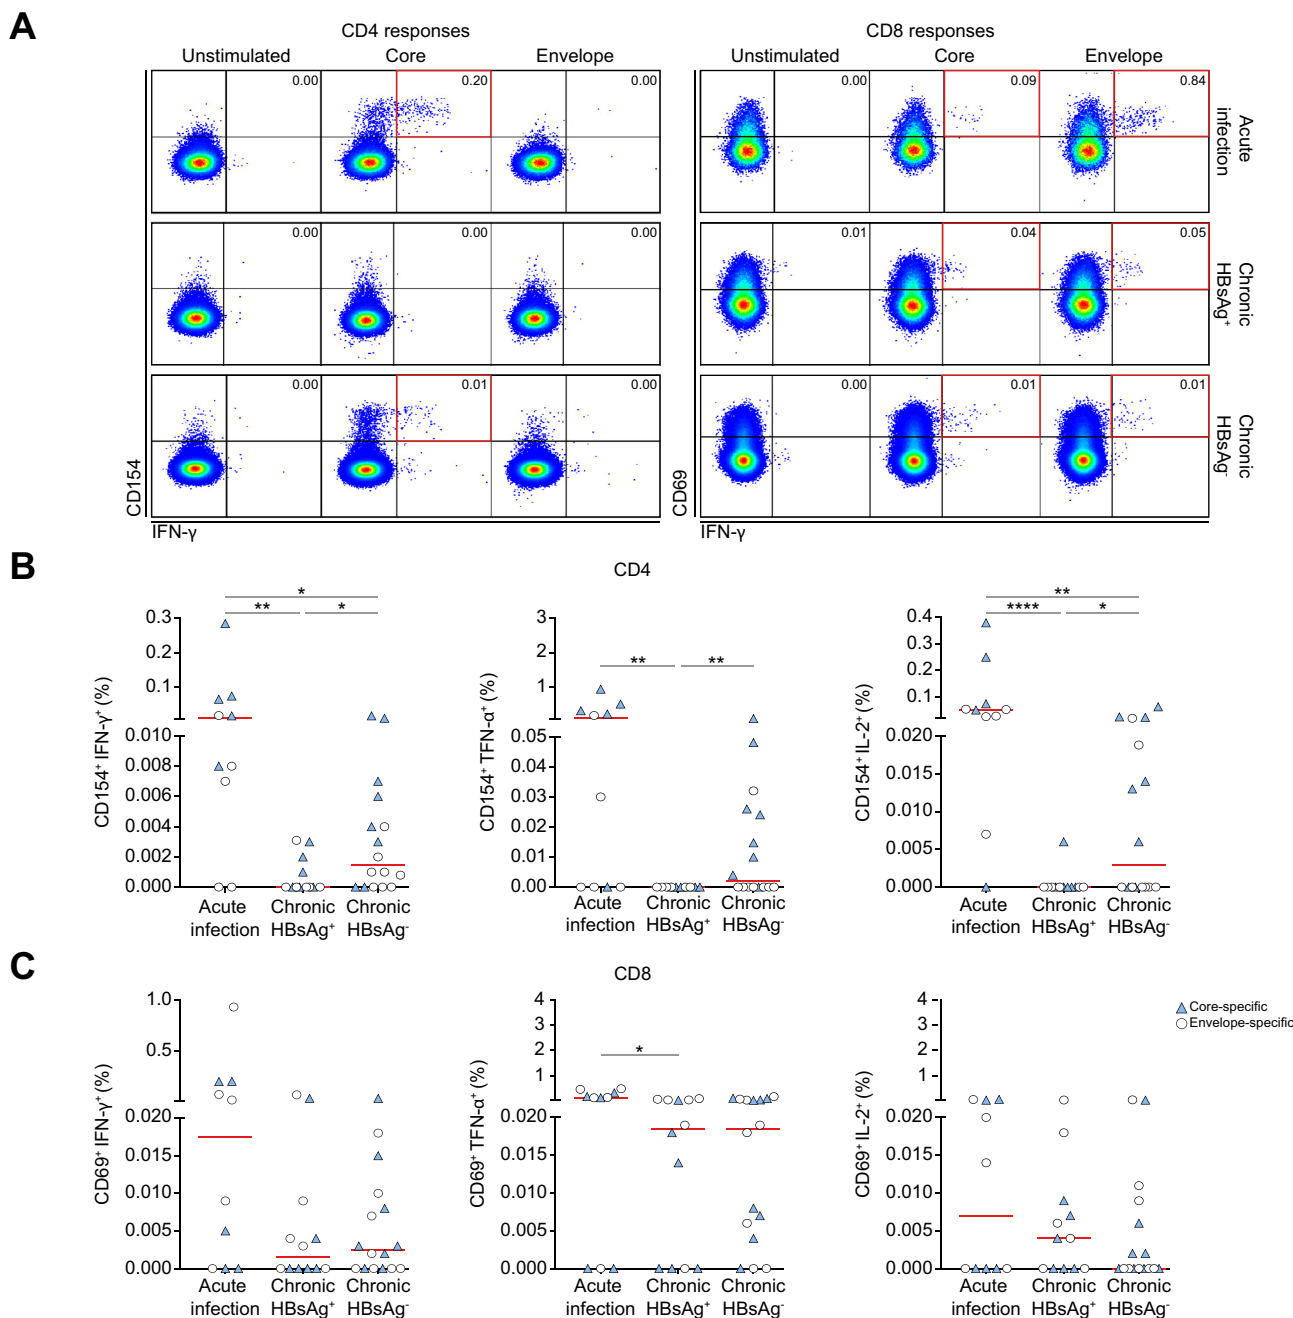 A
CD4 responses
CD8 responses
Unstimulated Core Envelope
Unstimulated Core Envelope
0.00 0.20 0.00
0.00 0.09 0.84
Acute infection
0.00 0.00 0.00
0.01 0.04 0.05
Chronic HBsAg⁺
0.00 0.01 0.00
0.00 0.01 0.01
Chronic HBsAg⁻
CD154
IFN-γ
CD69
IFN-γ
B
CD4
* ** *
0.3
0.2
0.1
0.010
0.008
0.006
0.004
0.002
0.000
CD154⁺ IFN-γ⁺ (%)
Acute infection
Chronic HBsAg⁺
Chronic HBsAg⁻
** **
3
2
1
0.05
0.04
0.03
0.02
0.01
0.00
CD154⁺ TFN-α⁺ (%)
Acute infection
Chronic HBsAg⁺
Chronic HBsAg⁻
** **** *
0.4
0.3
0.2
0.1
0.020
0.015
0.010
0.005
0.000
CD154⁺ IL-2⁺ (%)
Acute infection
Chronic HBsAg⁺
Chronic HBsAg⁻
C
CD8
1.0
0.5
0.020
0.015
0.010
0.005
0.000
CD69⁺ IFN-γ⁺ (%)
Acute infection
Chronic HBsAg⁺
Chronic HBsAg⁻
*
4
3
2
1
0.020
0.015
0.010
0.005
0.000
CD69⁺ TFN-α⁺ (%)
Acute infection
Chronic HBsAg⁺
Chronic HBsAg⁻
4
3
2
1
0.020
0.015
0.010
0.005
0.000
CD69⁺ IL-2⁺ (%)
Acute infection
Chronic HBsAg⁺
Chronic HBsAg⁻
Core-specific
Envelope-specific